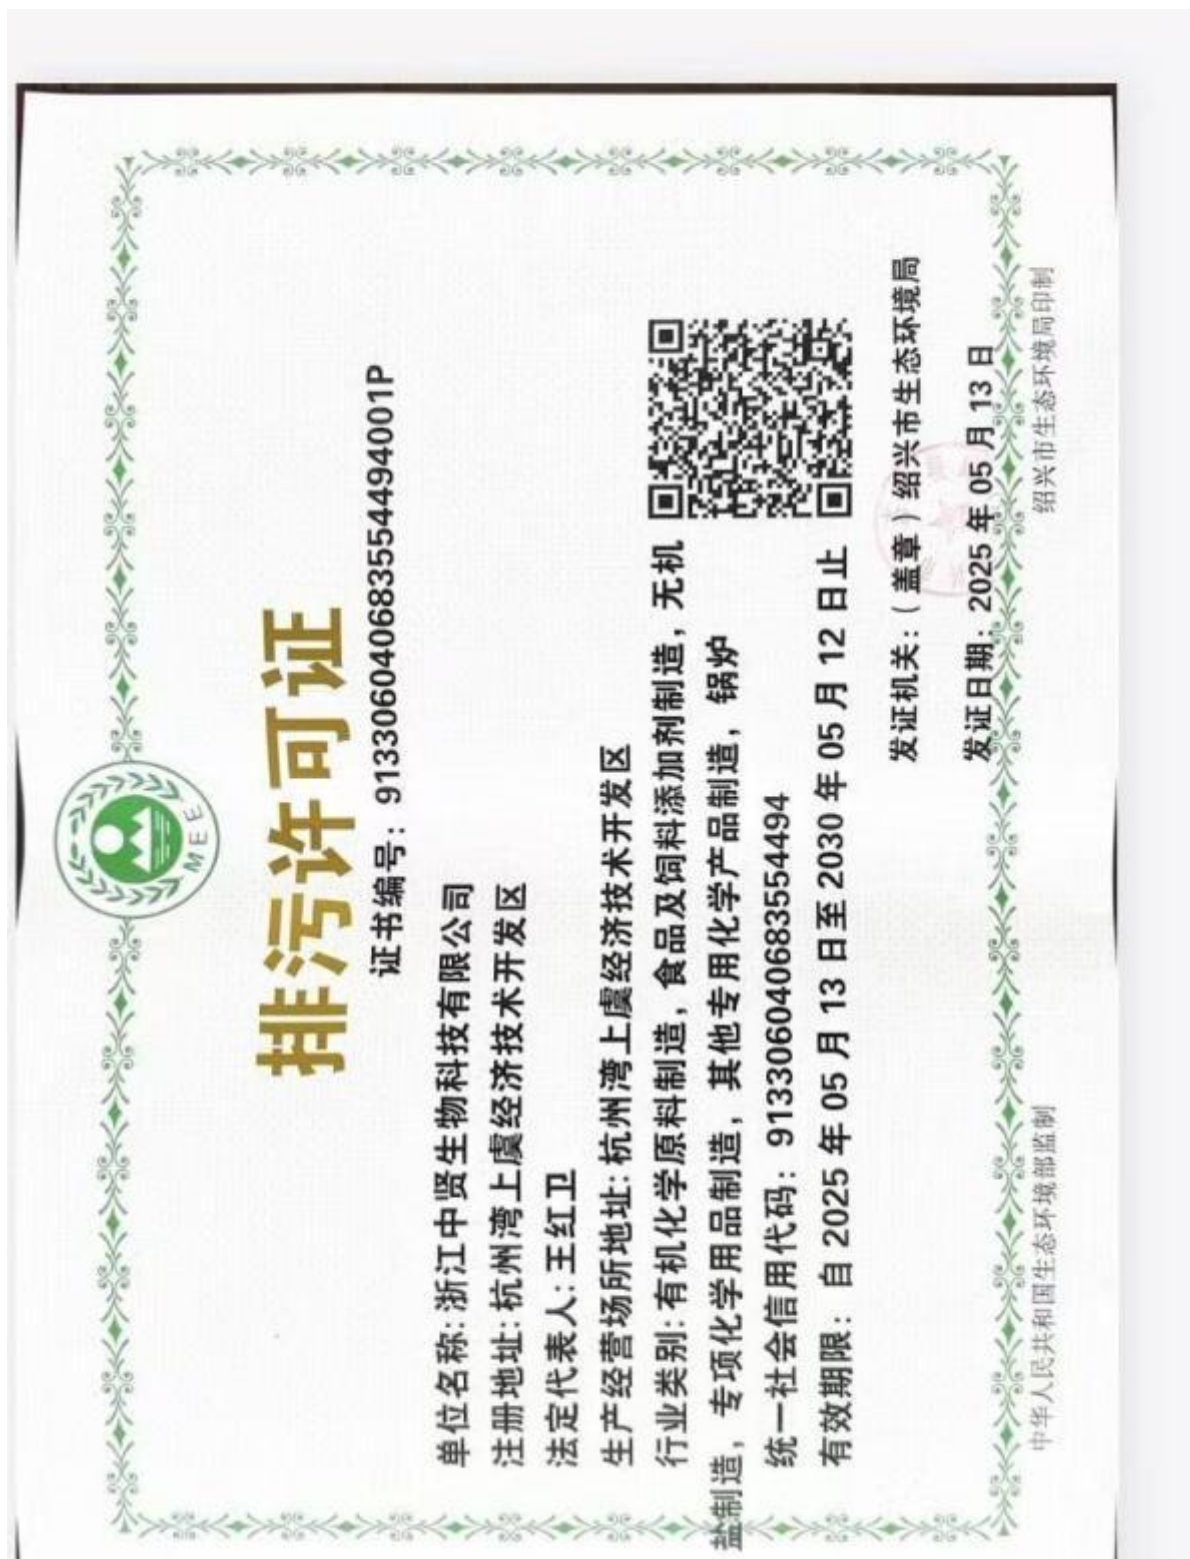 MEE
排污许可证
证书编号：91330604068355449​4001P
单位名称：浙江中贤生物科技有限公司
注册地址：杭州湾上虞经济技术开发区
法定代表人：王红卫
生产经营场所地址：杭州湾上虞经济技术开发区
行业类别：有机化学原料制造，食品及饲料添加剂制造，无机
盐制造，专项化学用品制造，其他专用化学产品制造，锅炉
统一社会信用代码：913306040683554494
有效期限：自 2025 年 05 月 13 日至 2030 年 05 月 12 日止
发证机关：（盖章）绍兴市生态环境局
发证日期：2025 年 05 月 13 日
中华人民共和国生态环境部监制
绍兴市生态环境局印制